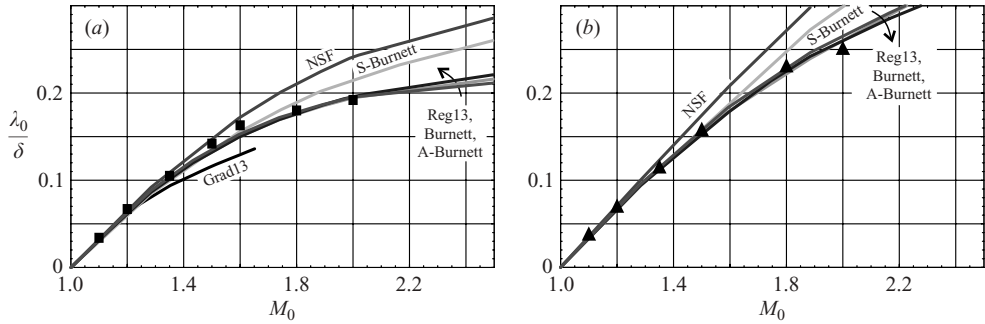 (a)
NSF
S-Burnett
Reg13,
Burnett,
A-Burnett
Grad13
λ0
δ
0.2
0.1
0
1.0
1.4
1.8
2.2
M0
(b)
NSF
S-Burnett
Reg13,
Burnett,
A-Burnett
0.2
0.1
0
1.0
1.4
1.8
2.2
M0